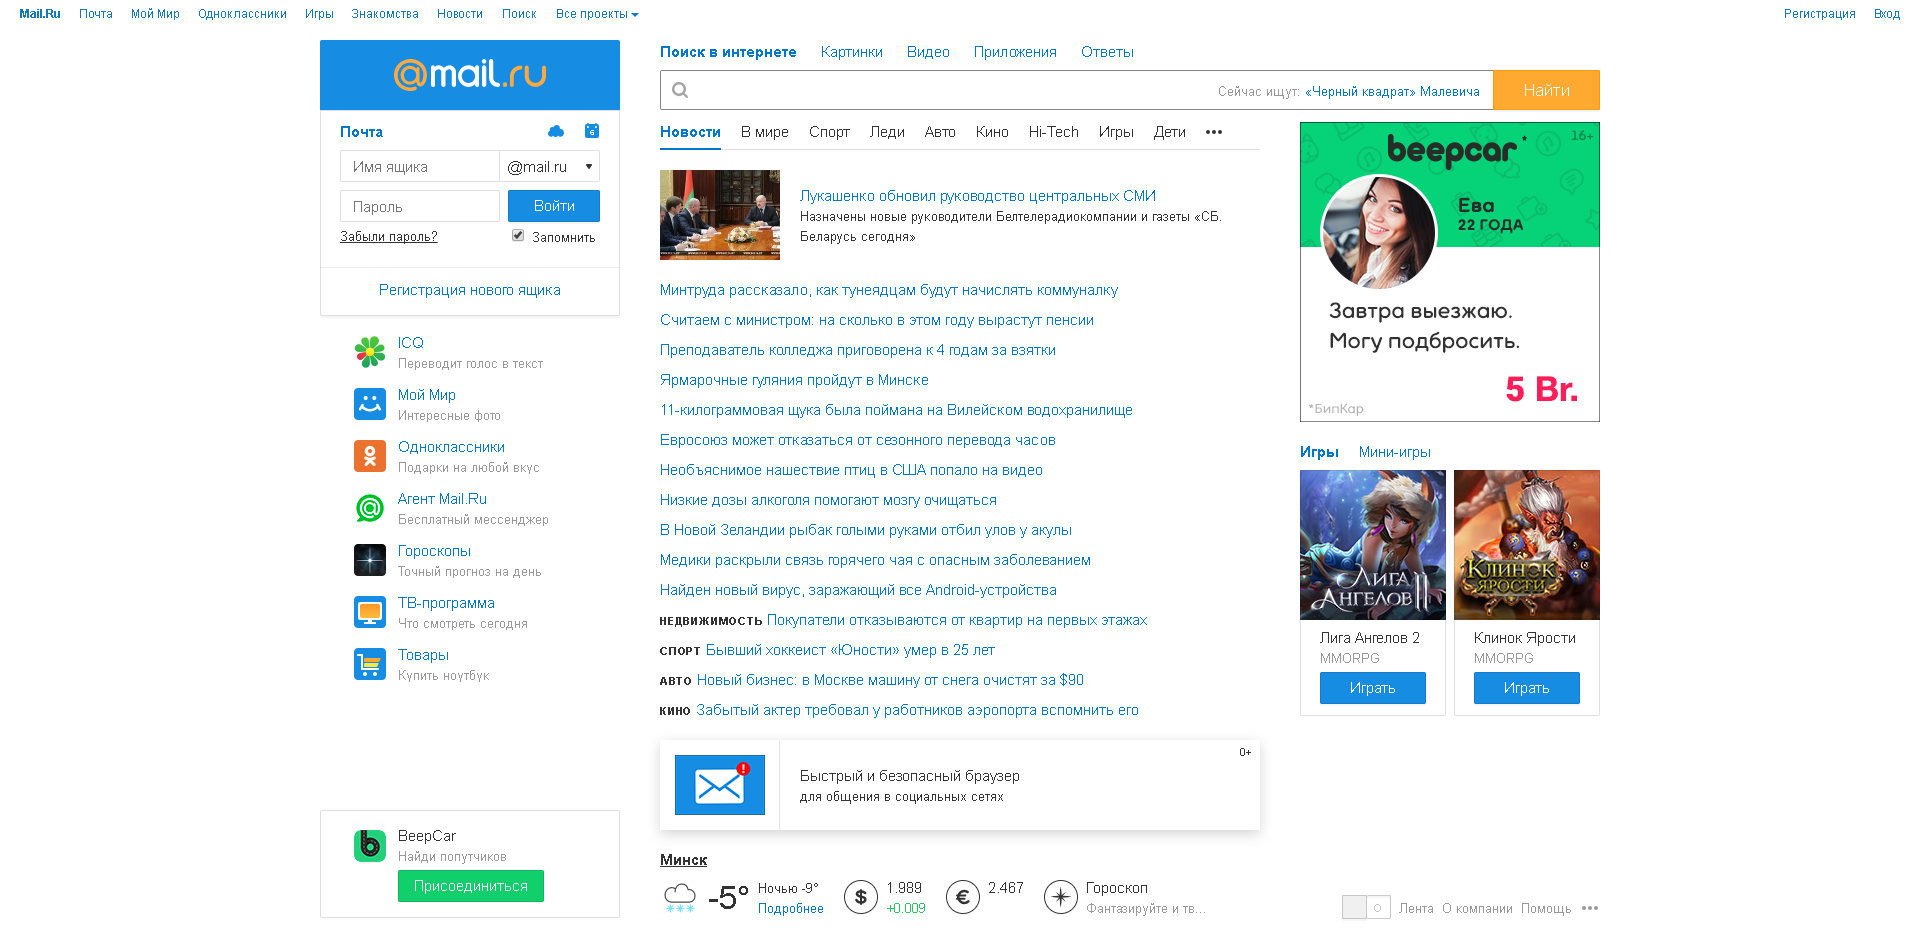 Mail.Ru Почта Мой Мир Одноклассники Игры Знакомства Новости Поиск Все проекты
Регистрация Вход
@mail.ru
Почта
6
Имя ящика
@mail.ru
Пароль
Войти
Забыли пароль?
Запомнить
Регистрация нового ящика
ICQ
Переводит голос в текст
Мой Мир
Интересные фото
Одноклассники
Подарки на любой вкус
Агент Mail.Ru
Бесплатный мессенджер
Гороскопы
Точный прогноз на день
ТВ-программа
Что смотреть сегодня
Товары
Купить ноутбук
BeepCar
Найди попутчиков
Присоединиться
Поиск в интернете Картинки Видео Приложения Ответы
Сейчас ищут: «Черный квадрат» Малевича
Найти
Новости В мире Спорт Леди Авто Кино Hi-Tech Игры Дети •••
Лукашенко обновил руководство центральных СМИ
Назначены новые руководители Белтелерадиокомпании и газеты «СБ.
Беларусь сегодня»
Минтруда рассказало, как тунеядцам будут начислять коммуналку
Считаем с министром: на сколько в этом году вырастут пенсии
Преподаватель колледжа приговорена к 4 годам за взятки
Ярмарочные гуляния пройдут в Минске
11-килограммовая щука была поймана на Вилейском водохранилище
Евросоюз может отказаться от сезонного перевода часов
Необъяснимое нашествие птиц в США попало на видео
Низкие дозы алкоголя помогают мозгу очищаться
В Новой Зеландии рыбак голыми руками отбил улов у акулы
Медики раскрыли связь горячего чая с опасным заболеванием
Найден новый вирус, заражающий все Android-устройства
НЕДВИЖИМОСТЬ Покупатели отказываются от квартир на первых этажах
СПОРТ Бывший хоккеист «Юности» умер в 25 лет
АВТО Новый бизнес: в Москве машину от снега очистят за $90
КИНО Забытый актер требовал у работников аэропорта вспомнить его
0+
Быстрый и безопасный браузер
для общения в социальных сетях
Минск
-5°
Ночью -9°
Подробнее
$
1.989
+0.009
€
2.467
Гороскоп
Фантазируйте и тв...
16+
beepcar*
Ева
22 ГОДА
Завтра выезжаю.
Могу подбросить.
5 Br.
*БипКар
Игры Мини-игры
ЛИГА АНГЕЛОВ II
КЛИНОК ЯРОСТИ
Лига Ангелов 2
MMORPG
Играть
Клинок Ярости
MMORPG
Играть
Лента О компании Помощь •••